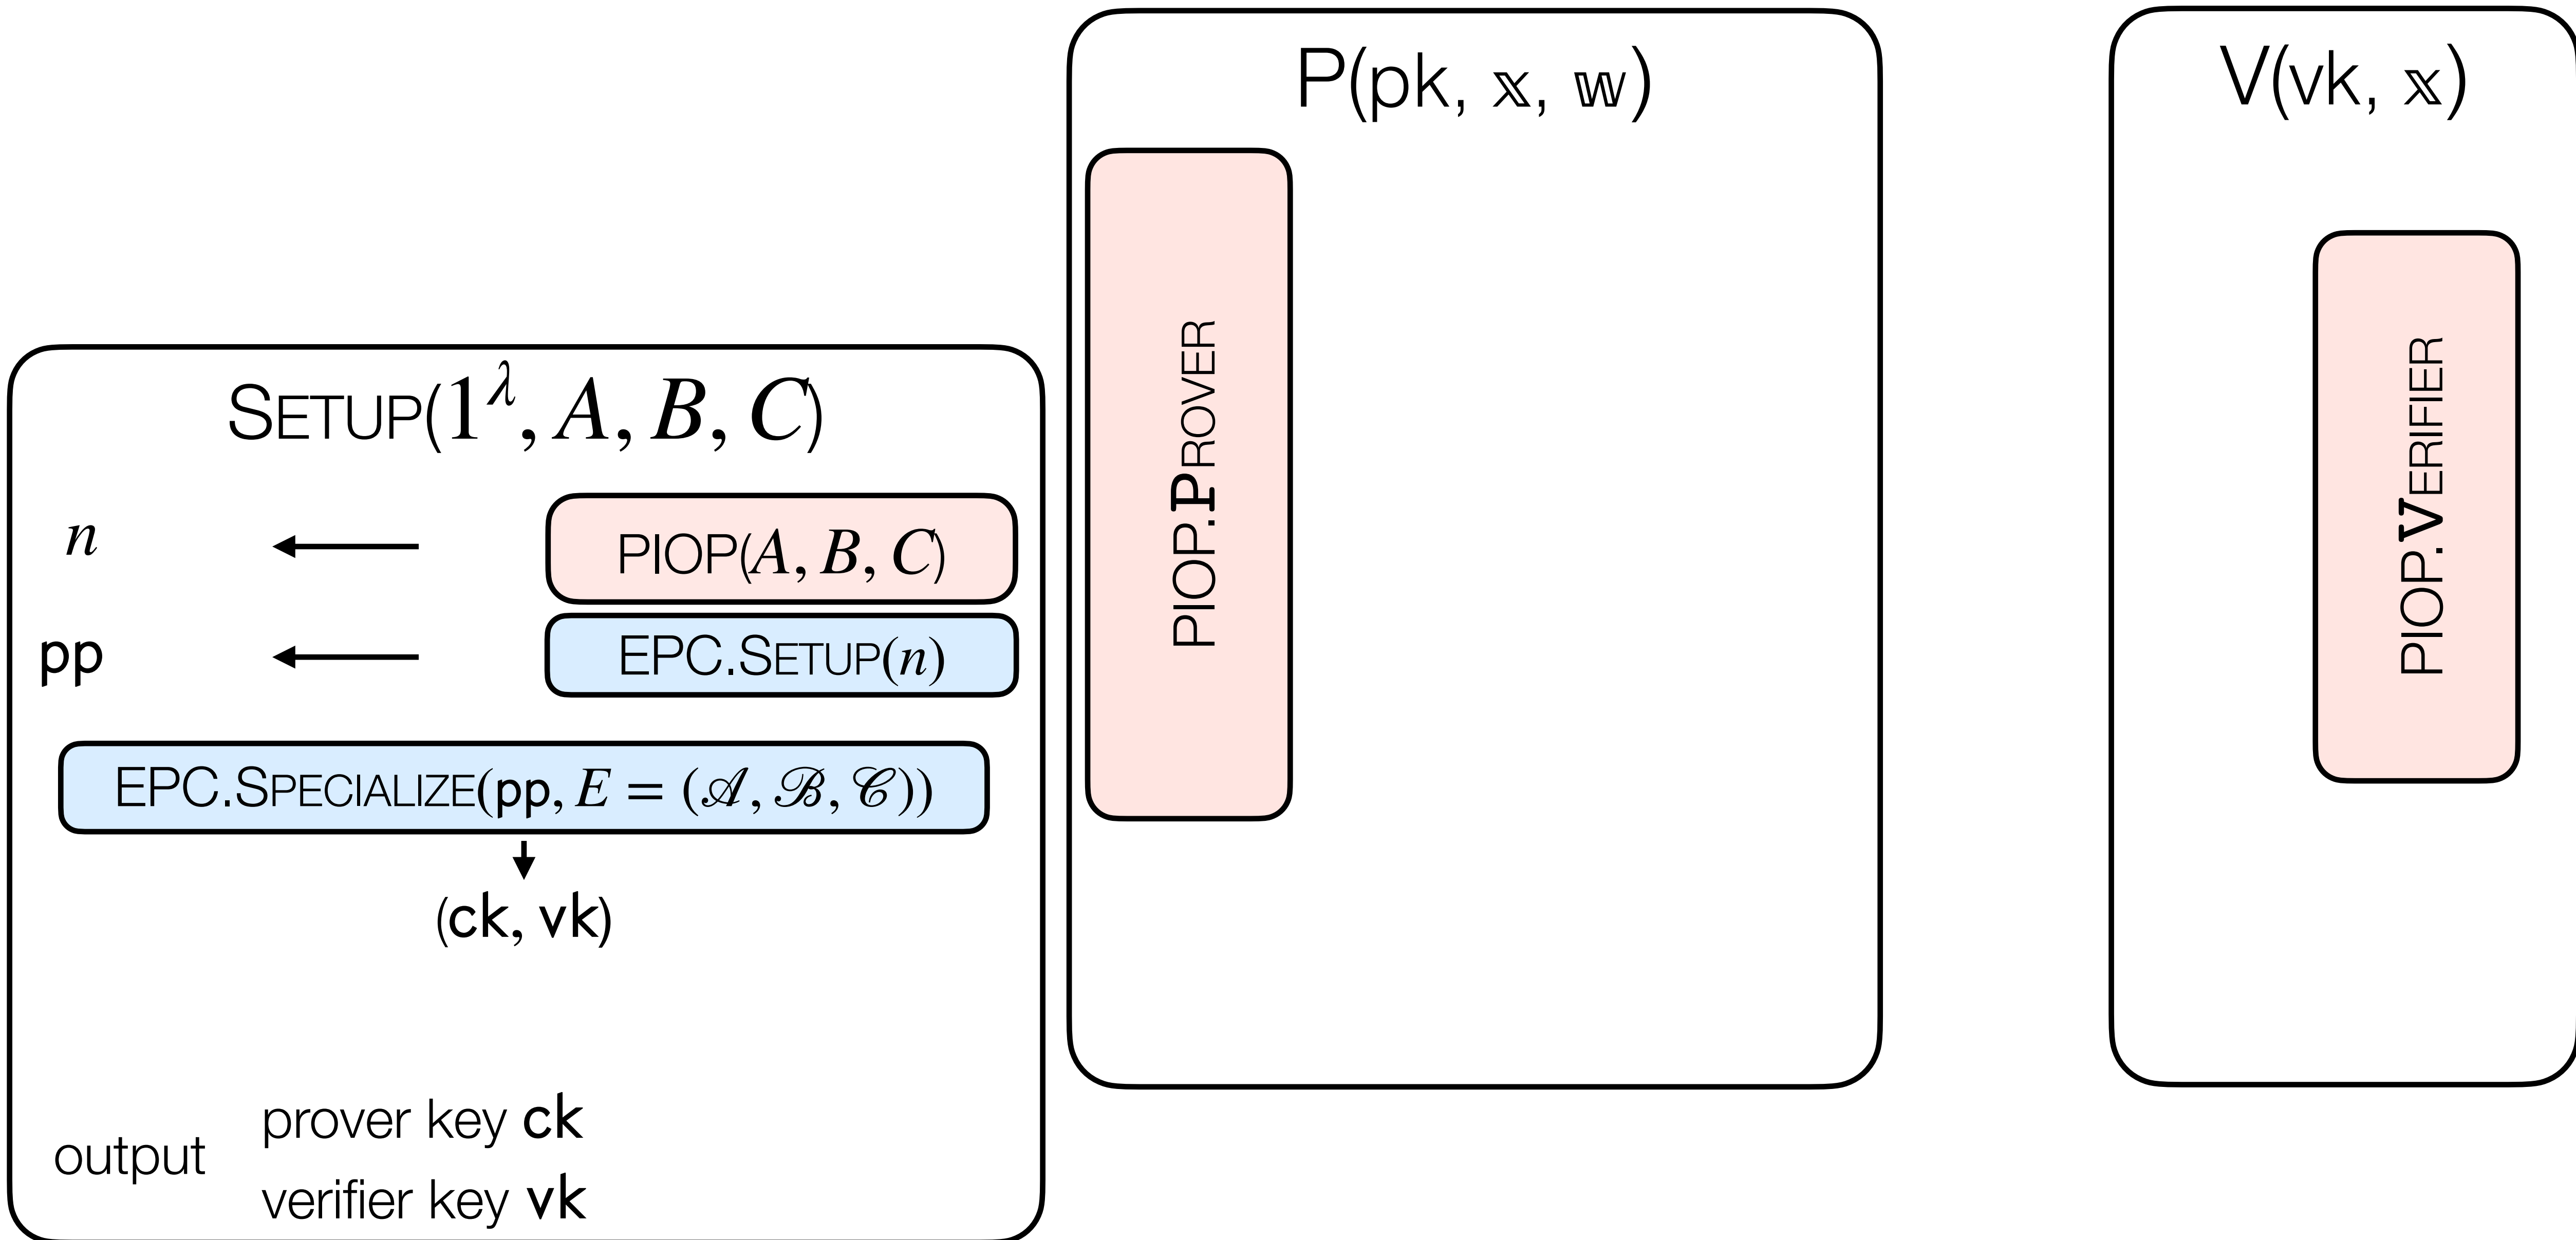 SETUP(1^λ, A, B, C)
n ← PIOP(A, B, C)
pp ← EPC.SETUP(n)
EPC.SPECIALIZE(pp, E = (𝒜, ℬ, 𝒞))
↓
(ck, vk)
output
prover key ck
verifier key vk
P(pk, 𝕩, 𝕨)
PIOP.PROVER
V(vk, 𝕩)
PIOP.VERIFIER